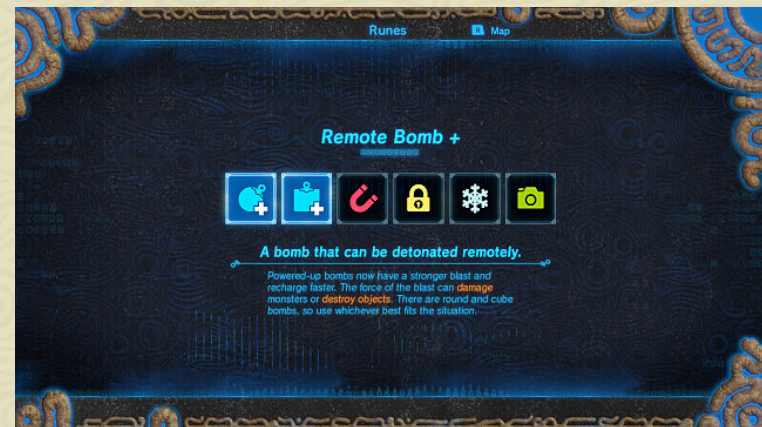 Runes
R Map
Remote Bomb +
A bomb that can be detonated remotely.
Powered-up bombs now have a stronger blast and
recharge faster. The force of the blast can damage
monsters or destroy objects. There are round and cube
bombs, so use whichever best fits the situation.